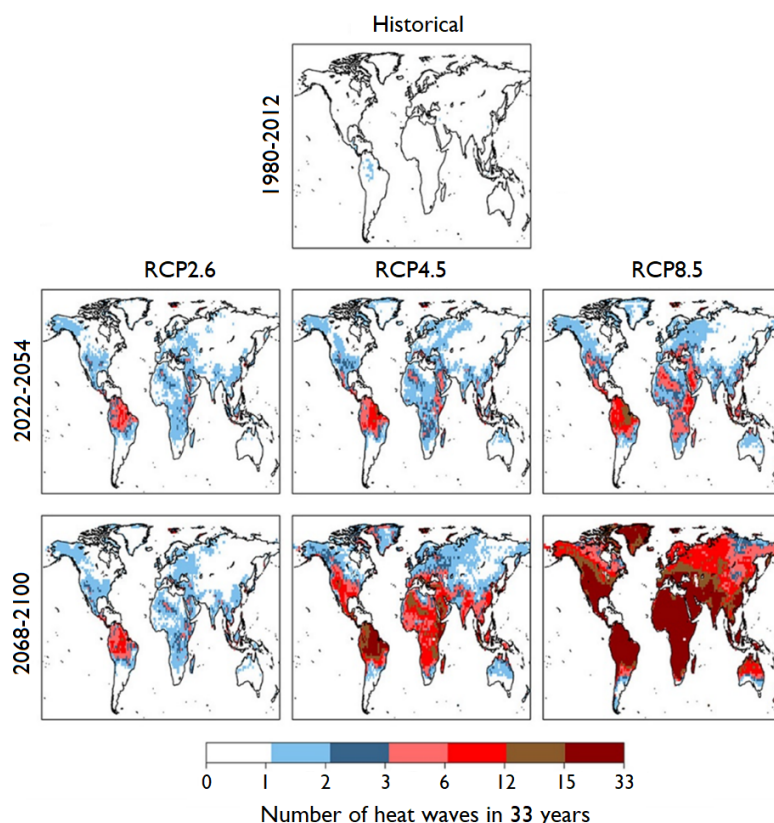 Historical
1980-2012
RCP2.6 RCP4.5 RCP8.5
2022-2054
2068-2100
0 1 2 3 6 12 15 33
Number of heat waves in 33 years